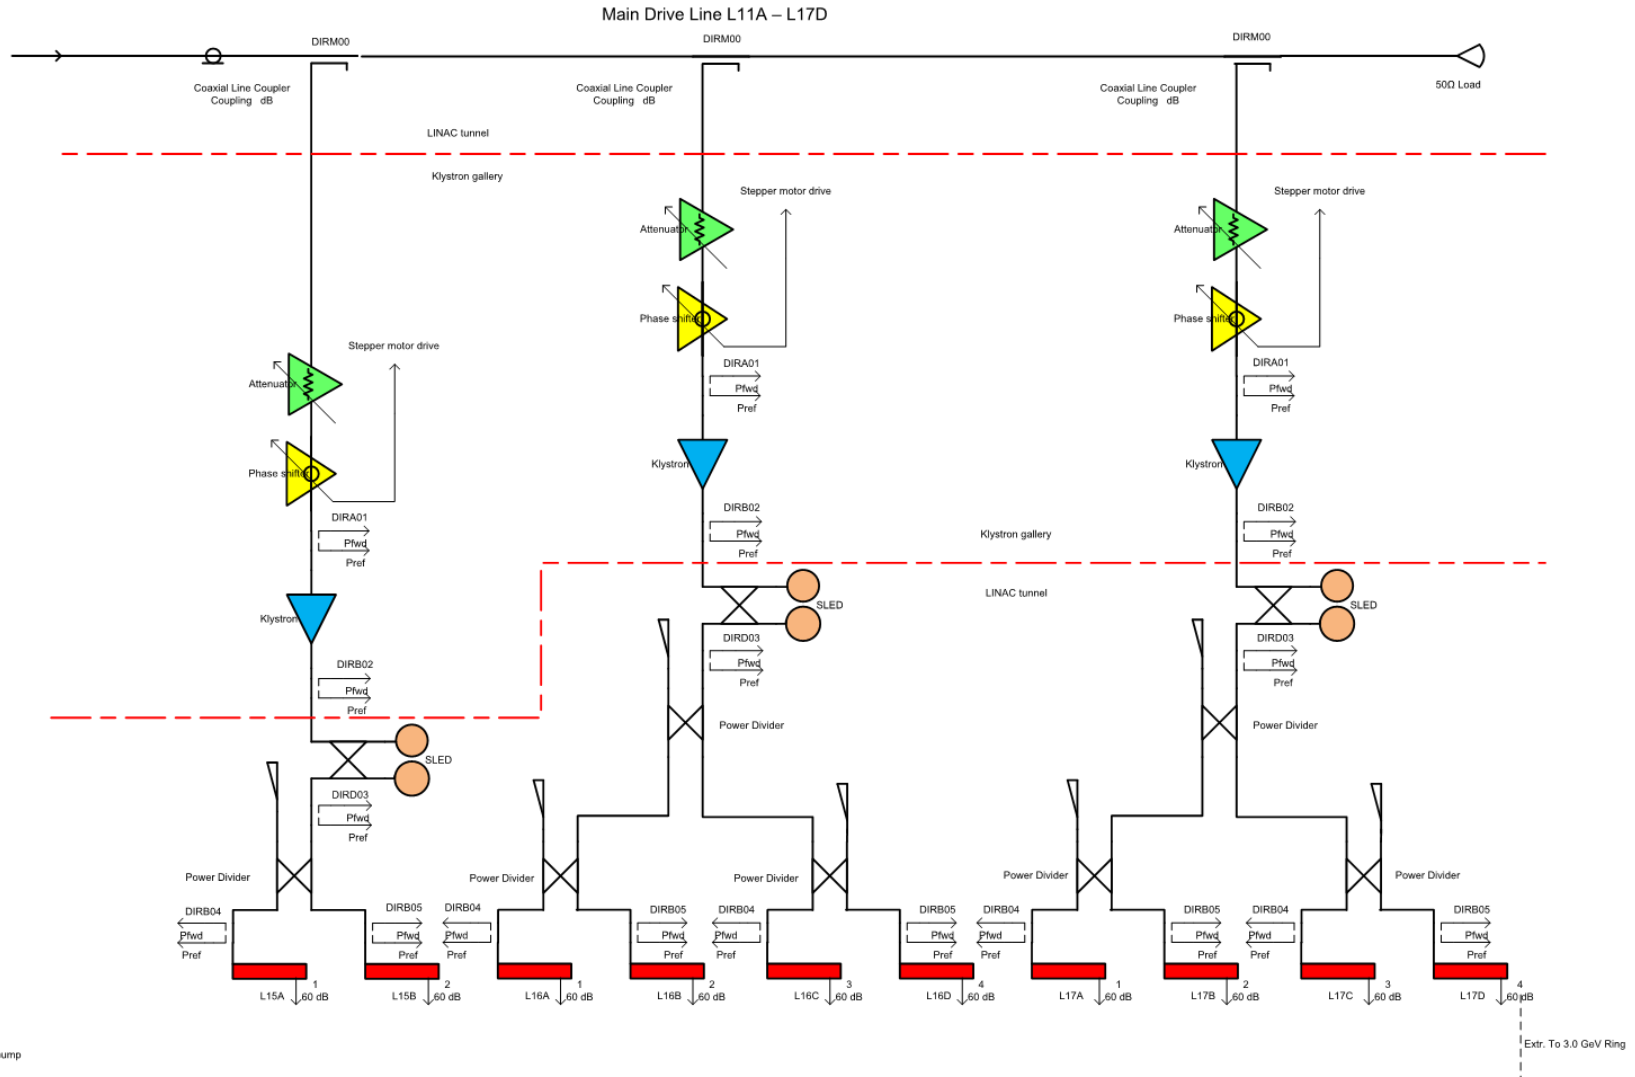 Main Drive Line L11A – L17D
DIRM00
DIRM00
DIRM00
Coaxial Line Coupler
Coupling dB
Coaxial Line Coupler
Coupling dB
Coaxial Line Coupler
Coupling dB
50Ω Load
LINAC tunnel
Klystron gallery
Stepper motor drive
Stepper motor drive
Attenuator
Attenuator
Phase shifter
Phase shifter
Stepper motor drive
DIRA01
Pfwd
Pref
DIRA01
Pfwd
Pref
Attenuator
Klystron
Klystron
Phase shifter
DIRA01
Pfwd
Pref
DIRB02
Pfwd
Pref
DIRB02
Pfwd
Pref
Klystron gallery
LINAC tunnel
SLED
SLED
Klystron
DIRD03
Pfwd
Pref
DIRD03
Pfwd
Pref
DIRB02
Pfwd
Pref
Power Divider
Power Divider
SLED
DIRD03
Pfwd
Pref
Power Divider
Power Divider
Power Divider
Power Divider
Power Divider
DIRB04
Pfwd
Pref
DIRB05
Pfwd
Pref
DIRB04
Pfwd
Pref
DIRB05
Pfwd
Pref
DIRB04
Pfwd
Pref
DIRB05
Pfwd
Pref
DIRB04
Pfwd
Pref
DIRB05
Pfwd
Pref
DIRB04
Pfwd
Pref
DIRB05
Pfwd
Pref
1
2
1
2
3
4
1
2
3
4
L15A 60 dB
L15B 60 dB
L16A 60 dB
L16B 60 dB
L16C 60 dB
L16D 60 dB
L17A 60 dB
L17B 60 dB
L17C 60 dB
L17D 60 dB
Extr. To 3.0 GeV Ring
ump